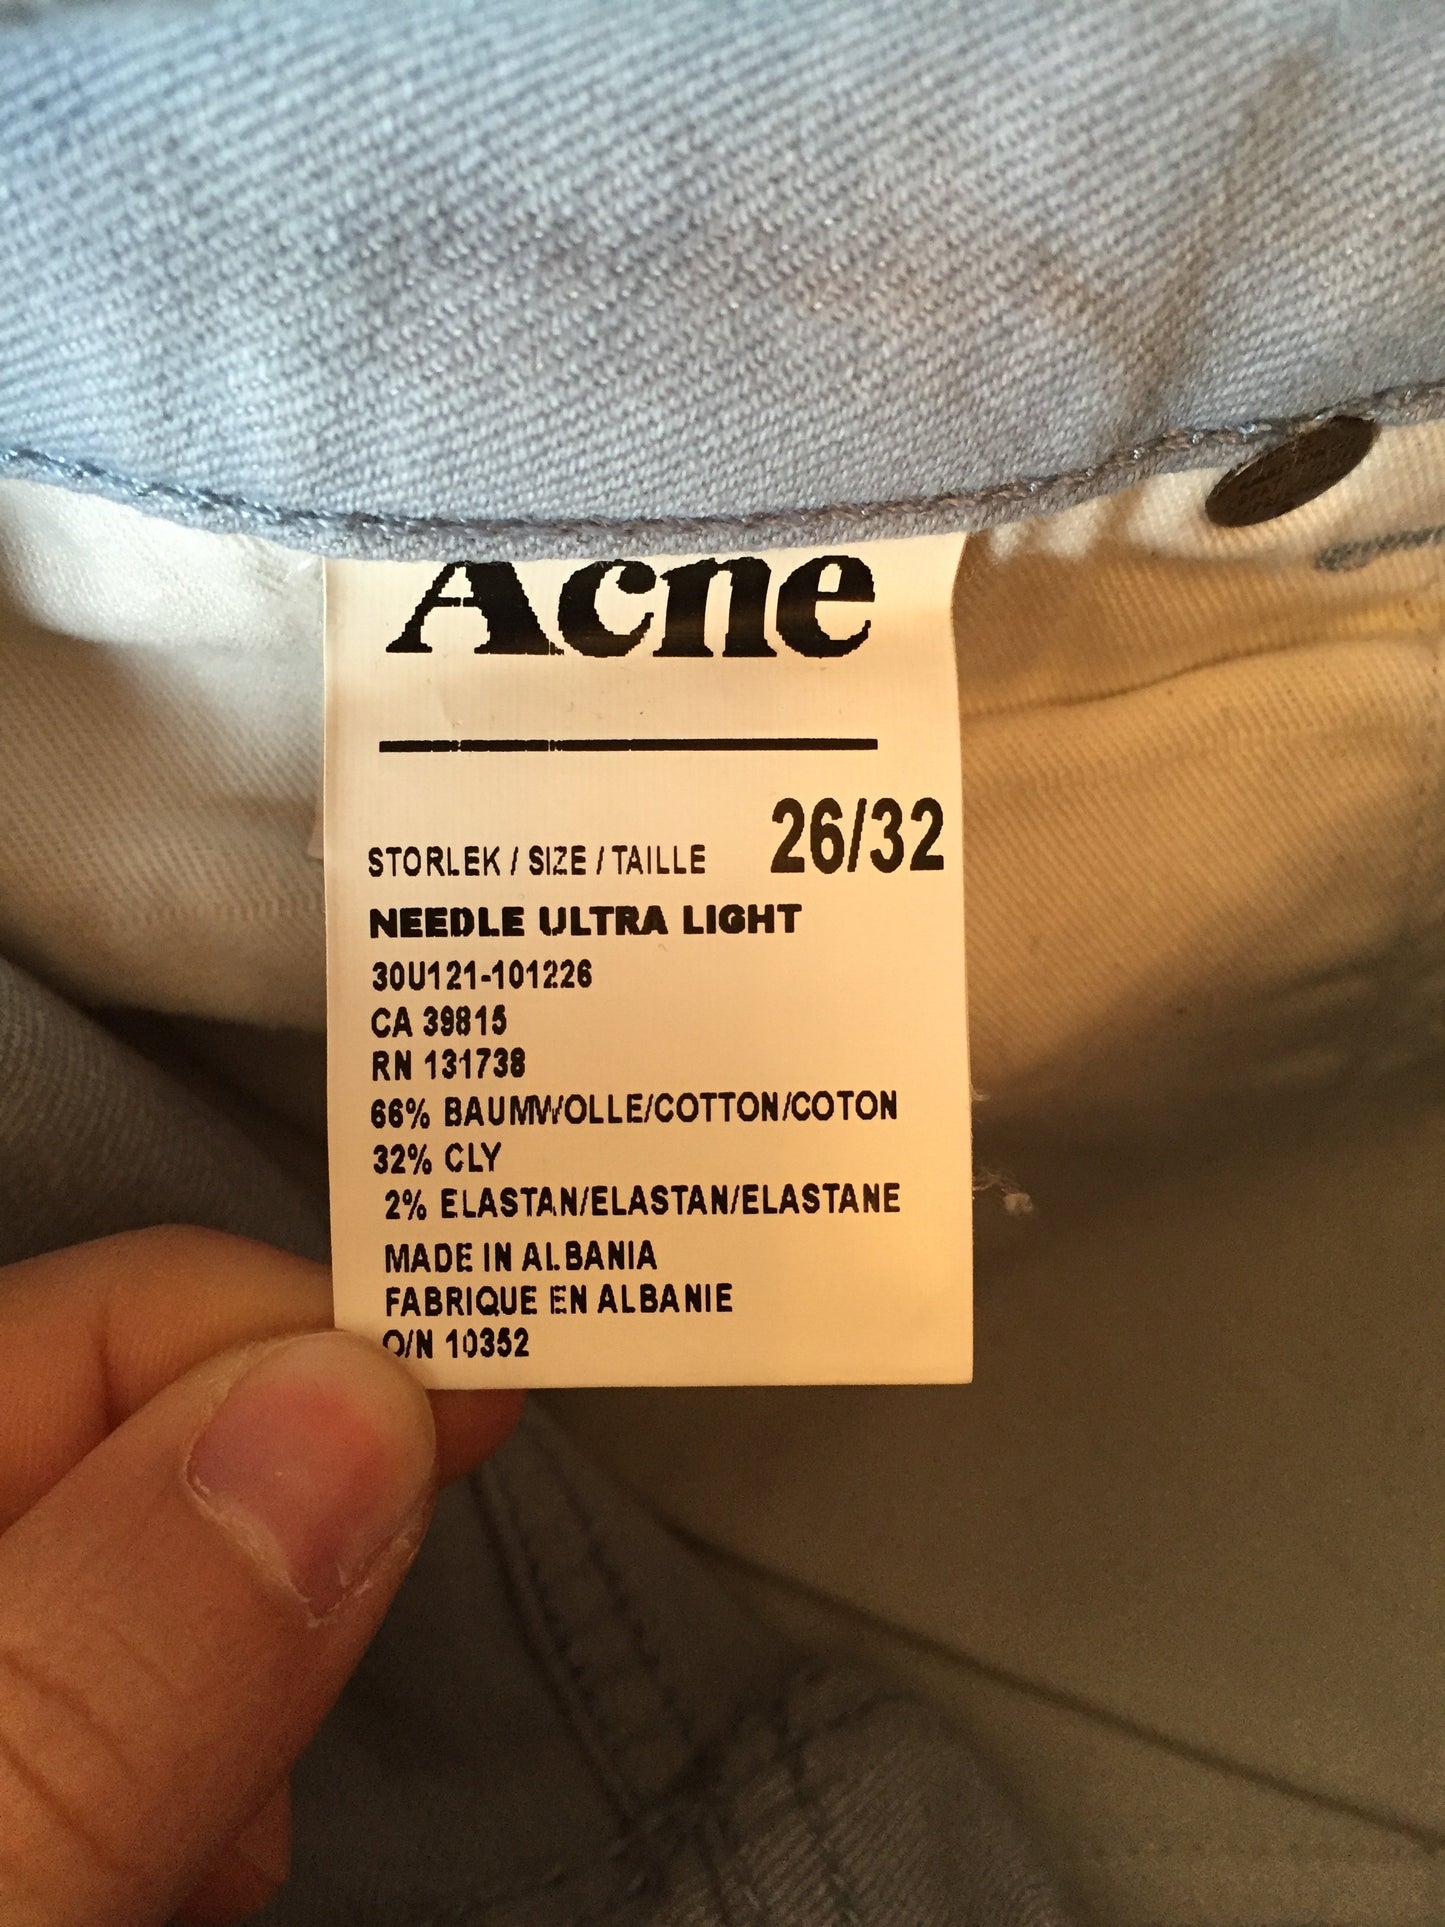 Acne
STORLEK / SIZE / TAILLE 26/32
NEEDLE ULTRA LIGHT
30U121-101226
CA 39815
RN 131738
66% BAUMWOLLE/COTTON/COTON
32% CLY
2% ELASTAN/ELASTAN/ELASTANE
MADE IN ALBANIA
FABRIQUE EN ALBANIE
O/N 10352